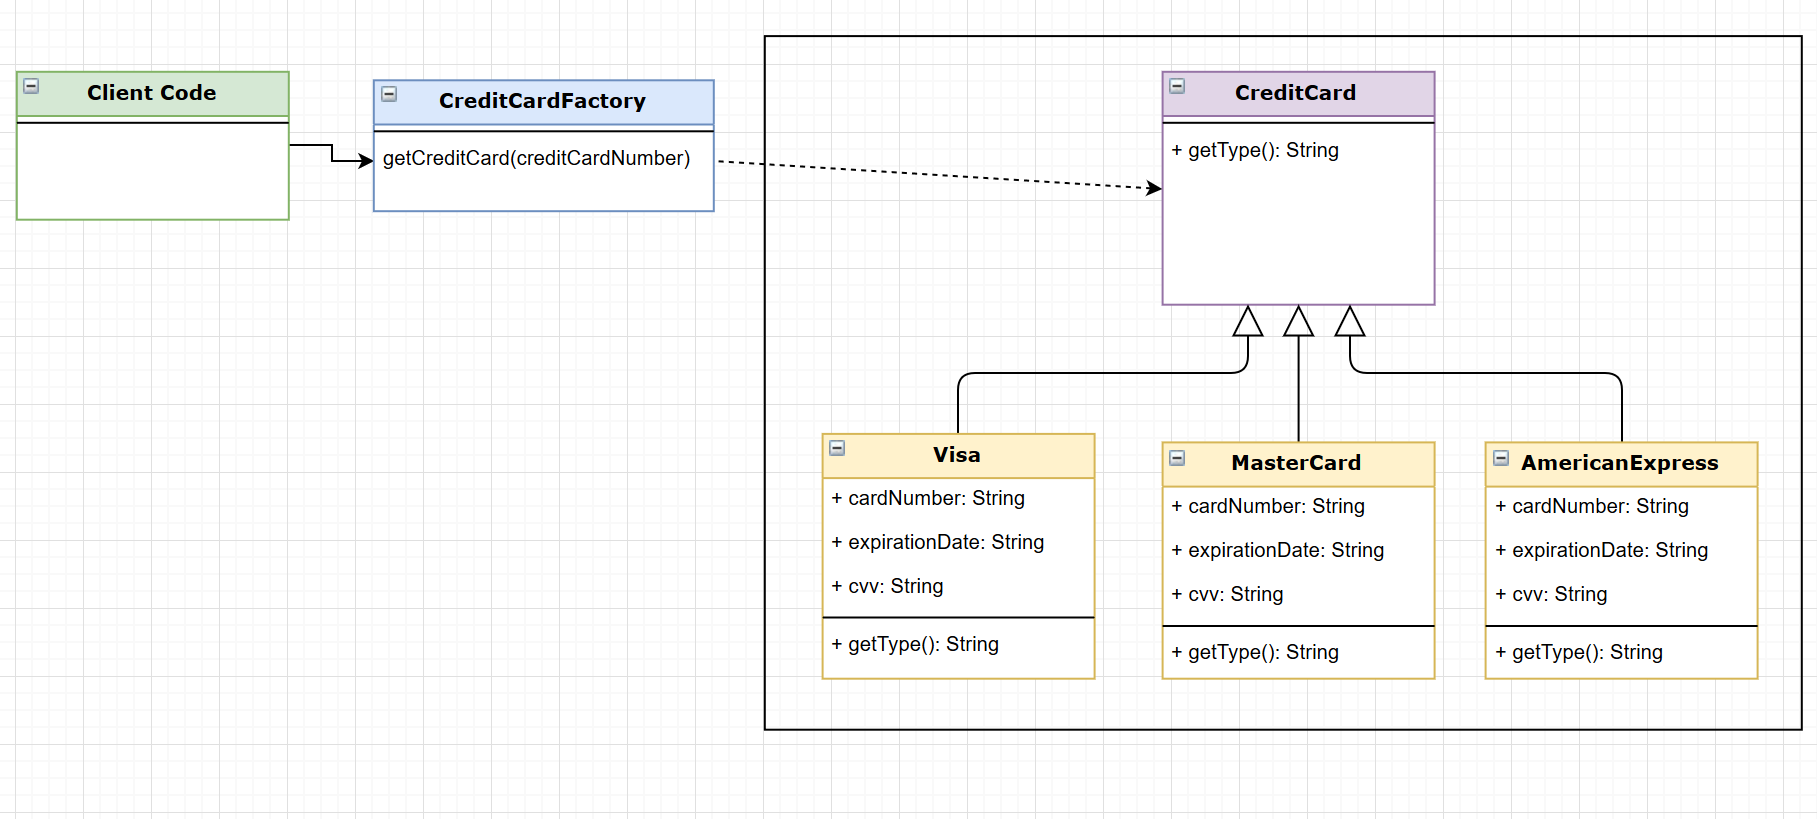 Client Code
CreditCardFactory
getCreditCard(creditCardNumber)
CreditCard
+ getType(): String
Visa
+ cardNumber: String
+ expirationDate: String
+ cvv: String
+ getType(): String
MasterCard
+ cardNumber: String
+ expirationDate: String
+ cvv: String
+ getType(): String
AmericanExpress
+ cardNumber: String
+ expirationDate: String
+ cvv: String
+ getType(): String